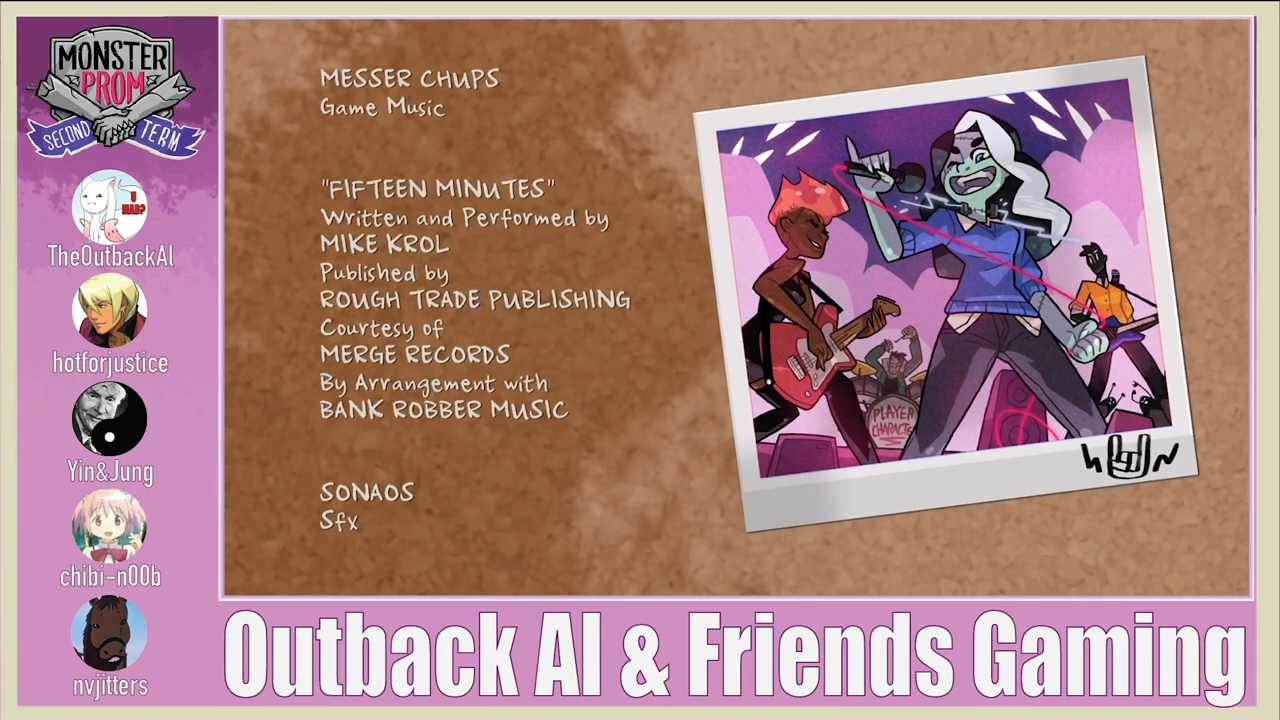 MONSTER
PROM
SECOND TERM
U
MAD?
TheOutbackAl
hotforjustice
Yin&Jung
chibi-n00b
nvjitters
MESSER CHUPS
Game Music
"FIFTEEN MINUTES"
Written and Performed by
MIKE KROL
Published by
ROUGH TRADE PUBLISHING
Courtesy of
MERGE RECORDS
By Arrangement with
BANK ROBBER MUSIC
SONAOS
Sfx
PLAYER
CHARACTE
Outback Al & Friends Gaming